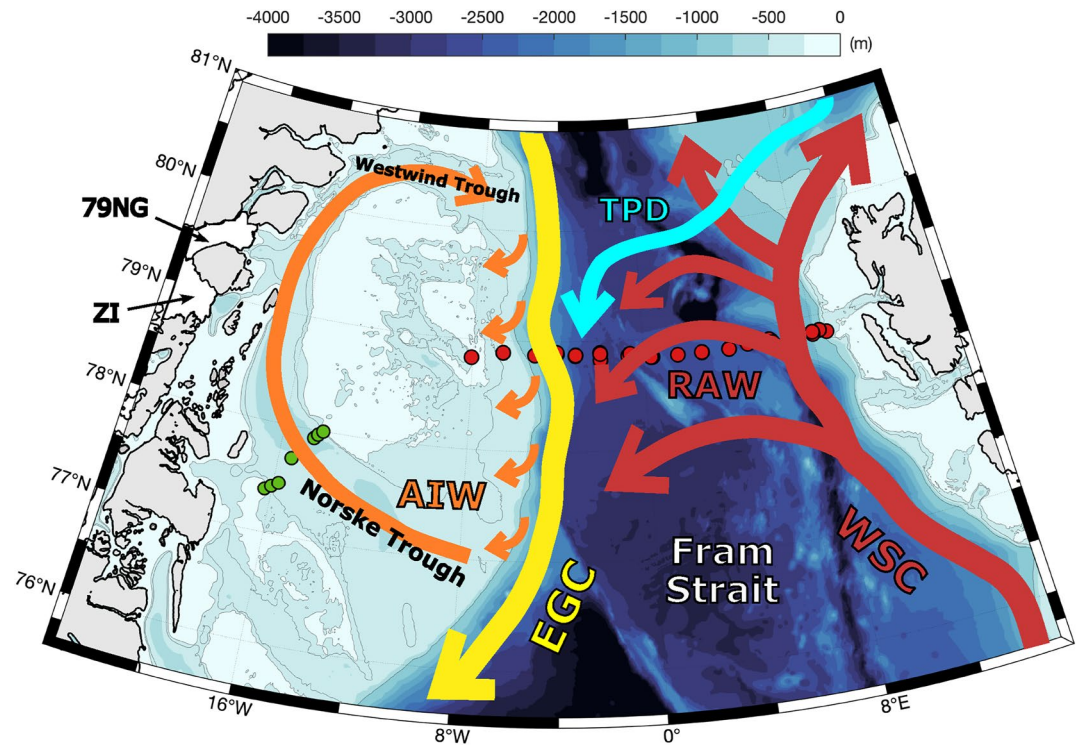 -4000 -3500 -3000 -2500 -2000 -1500 -1000 -500 0
(m)
81°N
80°N
79°N
78°N
77°N
76°N
16°W
8°W
0°
8°E
79NG
ZI
Westwind Trough
TPD
RAW
AIW
Norske Trough
EGC
Fram
Strait
WSC